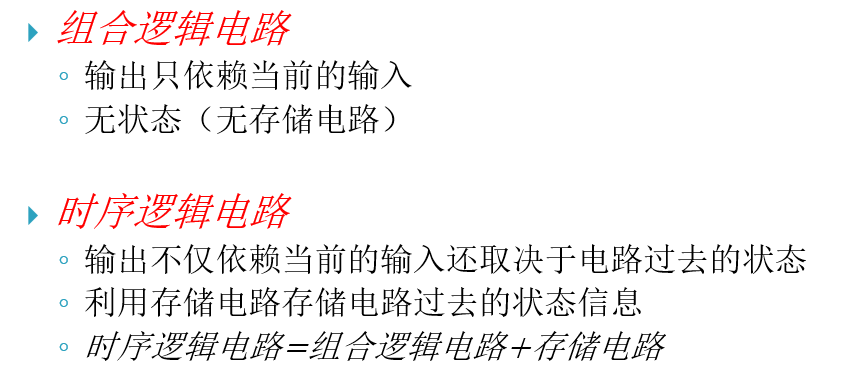 组合逻辑电路
输出只依赖当前的输入
无状态（无存储电路）
时序逻辑电路
输出不仅依赖当前的输入还取决于电路过去的状态
利用存储电路存储电路过去的状态信息
时序逻辑电路=组合逻辑电路+存储电路